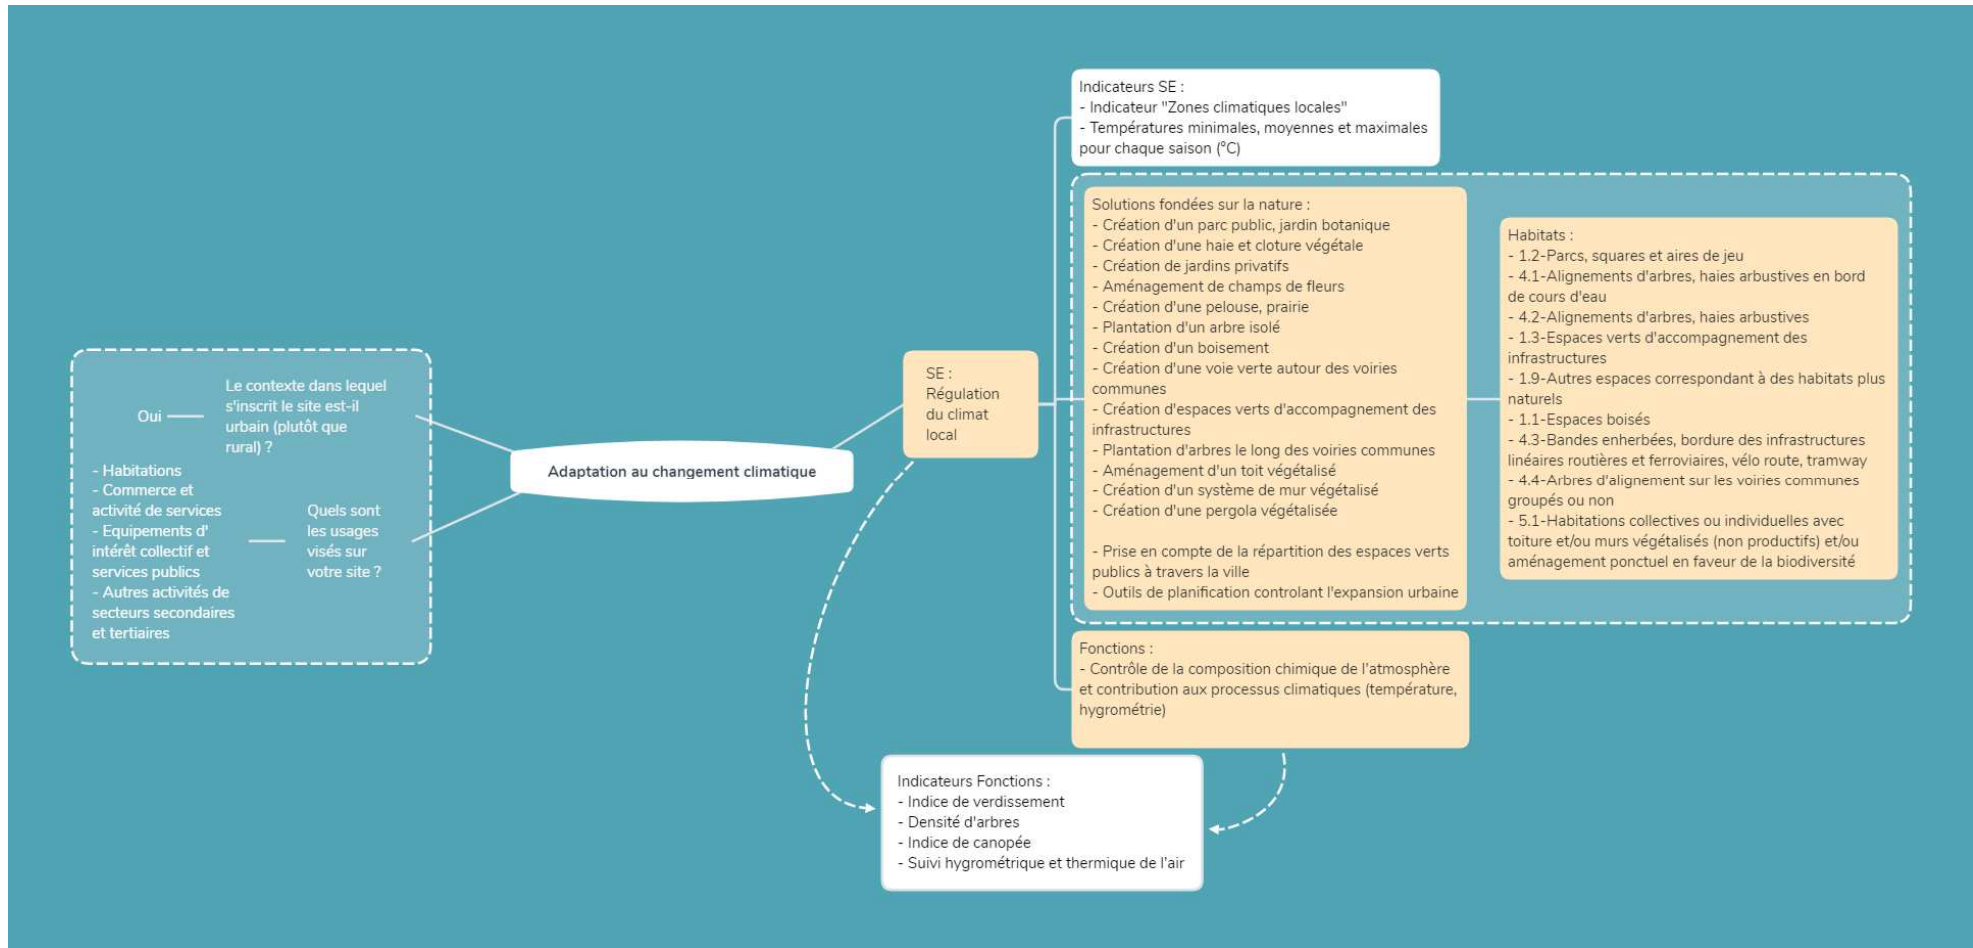 Le contexte dans lequel
s'inscrit le site est-il
urbain (plutôt que
rural) ?
Oui
Quels sont
les usages
visés sur
votre site ?
- Habitations
- Commerce et
activité de services
- Equipements d'
intérêt collectif et
services publics
- Autres activités de
secteurs secondaires
et tertiaires
Adaptation au changement climatique
SE :
Régulation
du climat
local
Indicateurs SE :
- Indicateur "Zones climatiques locales"
- Températures minimales, moyennes et maximales
pour chaque saison (°C)
Solutions fondées sur la nature :
- Création d'un parc public, jardin botanique
- Création d'une haie et cloture végétale
- Création de jardins privatifs
- Aménagement de champs de fleurs
- Création d'une pelouse, prairie
- Plantation d'un arbre isolé
- Création d'un boisement
- Création d'une voie verte autour des voiries
communes
- Création d'espaces verts d'accompagnement des
infrastructures
- Plantation d'arbres le long des voiries communes
- Aménagement d'un toit végétalisé
- Création d'un système de mur végétalisé
- Création d'une pergola végétalisée
- Prise en compte de la répartition des espaces verts
publics à travers la ville
- Outils de planification controlant l'expansion urbaine
Habitats :
- 1.2-Parcs, squares et aires de jeu
- 4.1-Alignements d'arbres, haies arbustives en bord
de cours d'eau
- 4.2-Alignements d'arbres, haies arbustives
- 1.3-Espaces verts d'accompagnement des
infrastructures
- 1.9-Autres espaces correspondant à des habitats plus
naturels
- 1.1-Espaces boisés
- 4.3-Bandes enherbées, bordure des infrastructures
linéaires routières et ferroviaires, vélo route, tramway
- 4.4-Arbres d'alignement sur les voiries communes
groupés ou non
- 5.1-Habitations collectives ou individuelles avec
toiture et/ou murs végétalisés (non productifs) et/ou
aménagement ponctuel en faveur de la biodiversité
Fonctions :
- Contrôle de la composition chimique de l'atmosphère
et contribution aux processus climatiques (température,
hygrométrie)
Indicateurs Fonctions :
- Indice de verdissement
- Densité d'arbres
- Indice de canopée
- Suivi hygrométrique et thermique de l'air